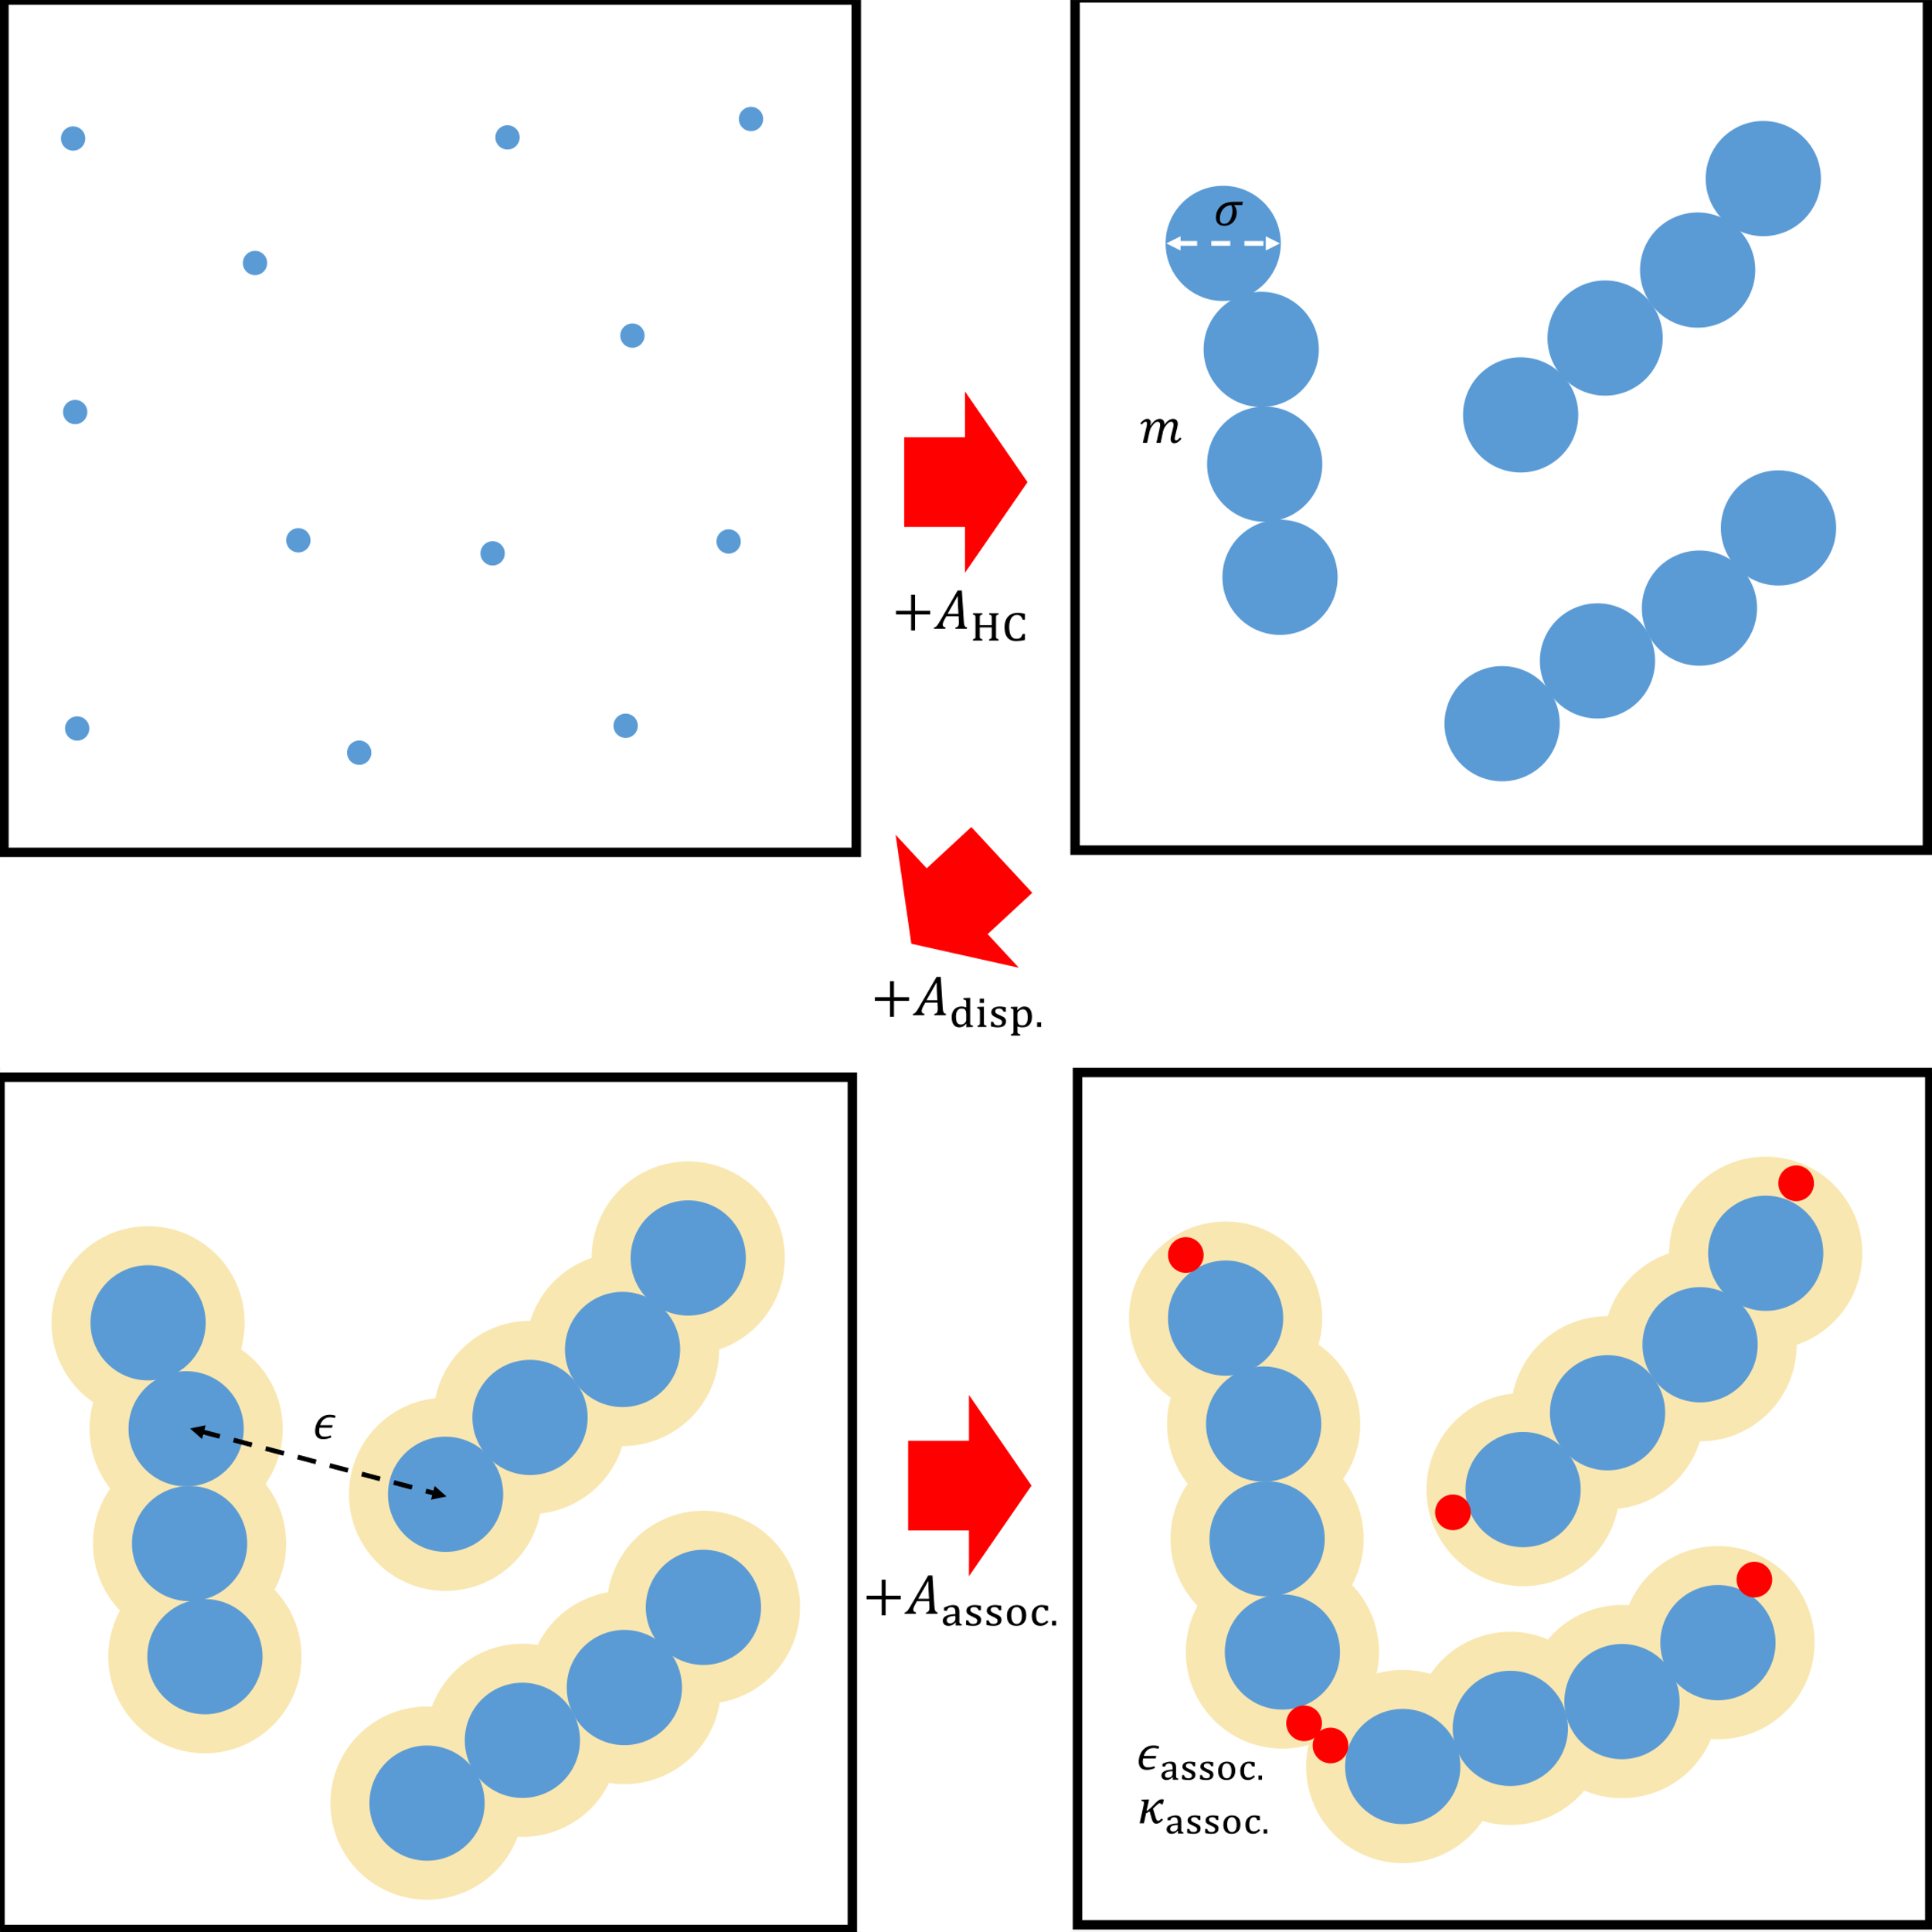 σ
m
+A_HC
+A_disp.
ϵ
+A_assoc.
ϵ_assoc.
κ_assoc.